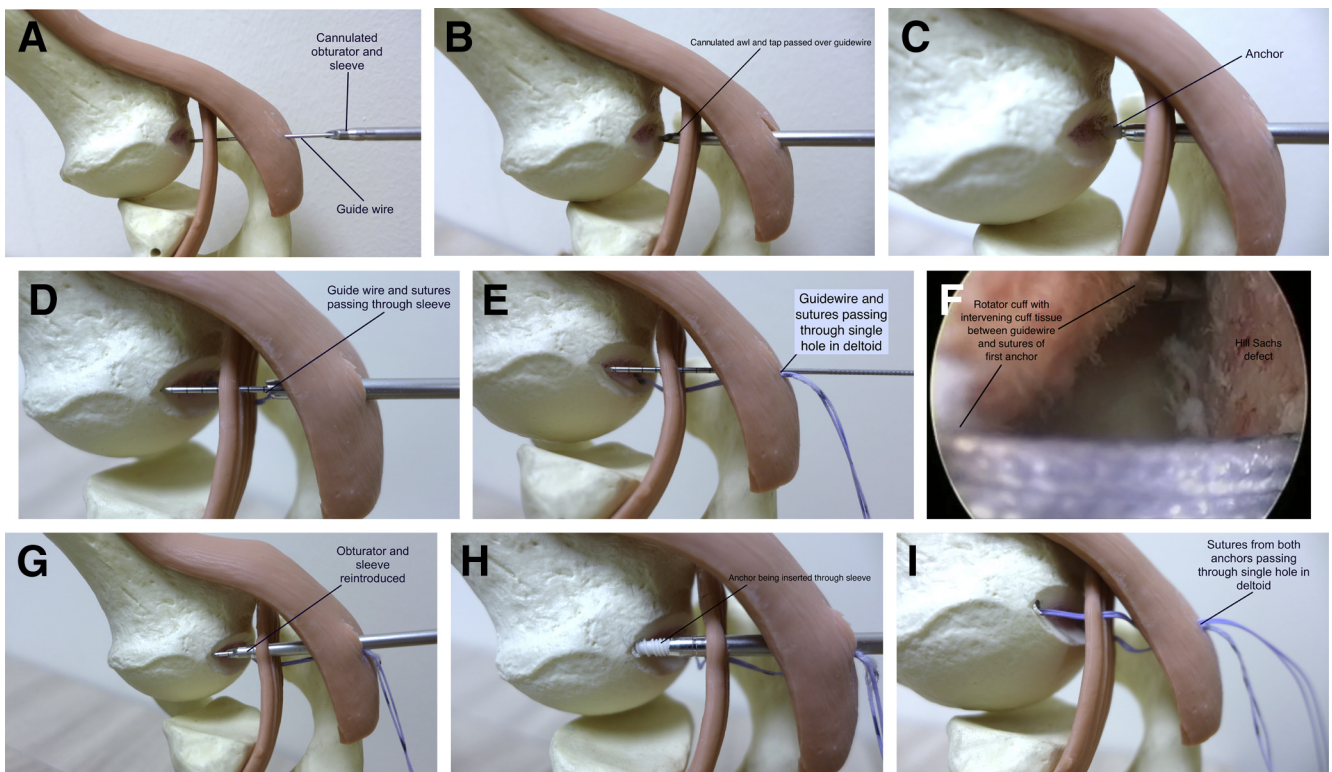 A
Cannulated
obturator and
sleeve
Guide wire
B
Cannulated awl and tap passed over guidewire
C
Anchor
D
Guide wire and sutures
passing through sleeve
E
Guidewire and
sutures passing
through single
hole in deltoid
F
Rotator cuff with
intervening cuff tissue
between guidewire
and sutures of
first anchor
Hill Sachs
defect
G
Obturator and
sleeve
reintroduced
H
Anchor being inserted through sleeve
I
Sutures from both
anchors passing
through single hole in
deltoid